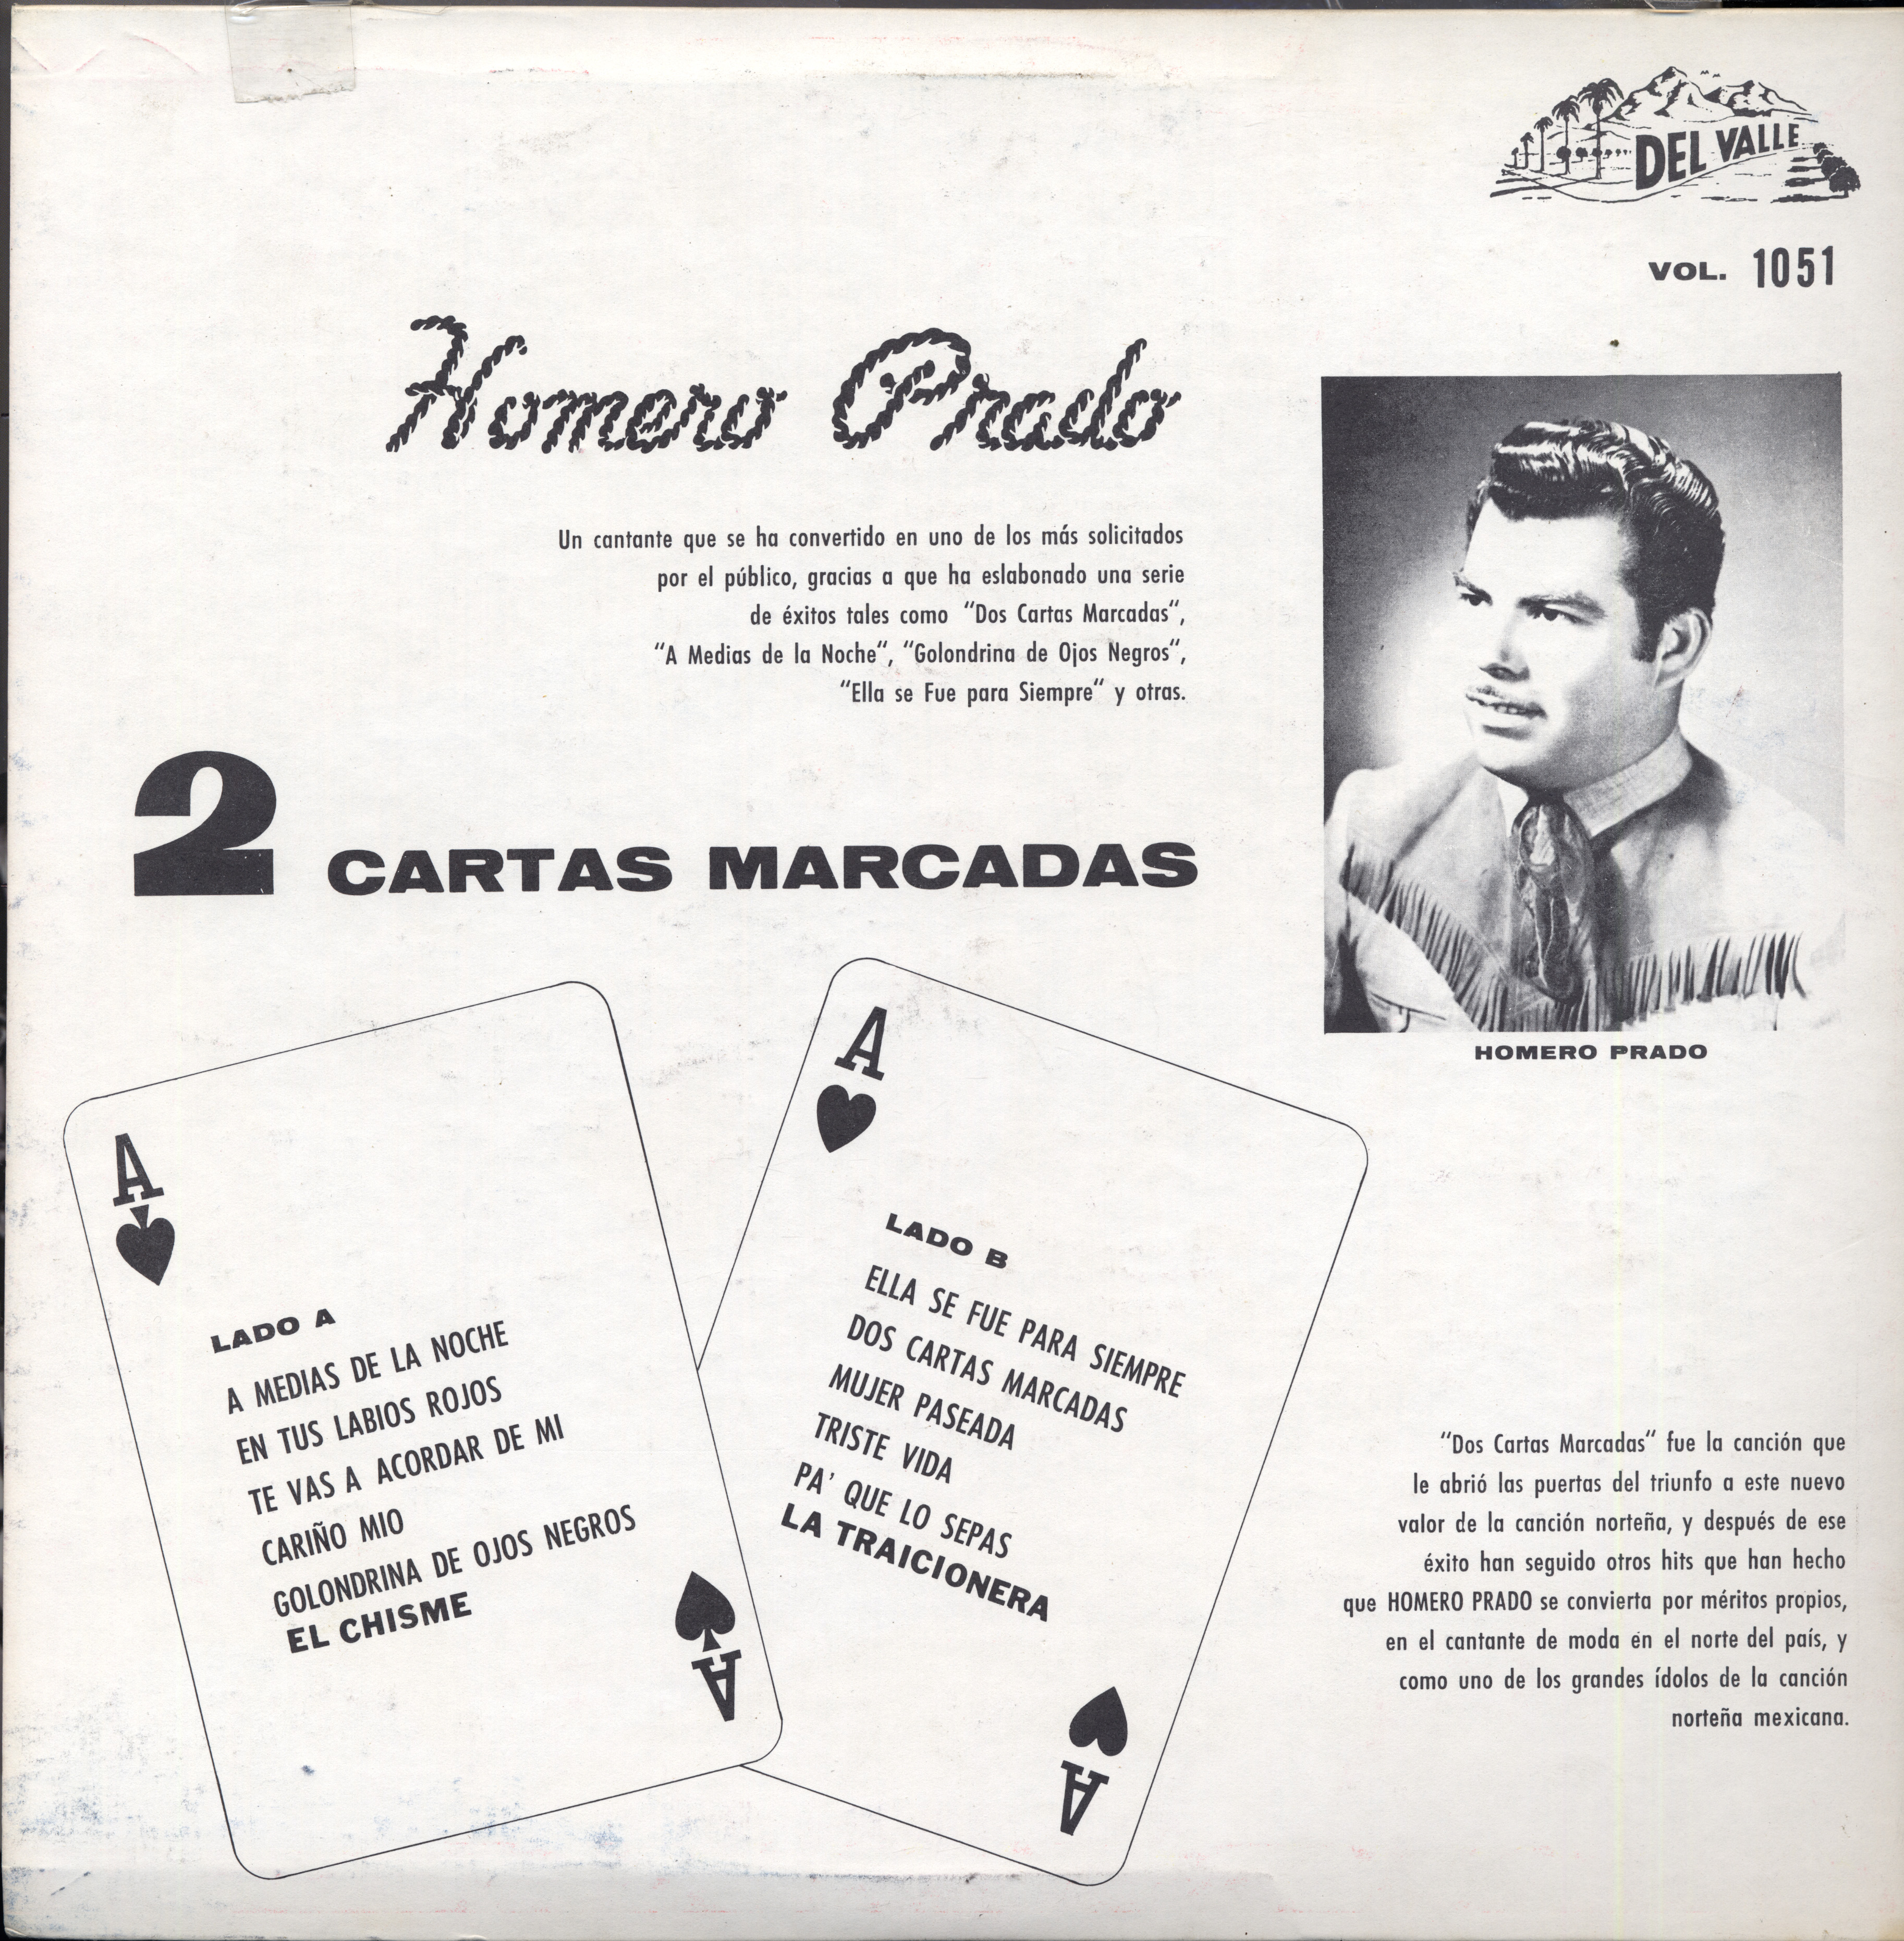 DEL VALLE
VOL. 1051
Homero Prado
Un cantante que se ha convertido en uno de los más solicitados
por el público, gracias a que ha eslabonado una serie
de éxitos tales como “Dos Cartas Marcadas“,
“A Medias de la Noche“, “Golondrina de Ojos Negros“,
“Ella se Fue para Siempre“ y otras.
2 CARTAS MARCADAS
HOMERO PRADO
A
LADO A
A MEDIAS DE LA NOCHE
EN TUS LABIOS ROJOS
TE VAS A ACORDAR DE MI
CARIÑO MIO
GOLONDRINA DE OJOS NEGROS
EL CHISME
A
A
LADO B
ELLA SE FUE PARA SIEMPRE
DOS CARTAS MARCADAS
MUJER PASEADA
TRISTE VIDA
PA' QUE LO SEPAS
LA TRAICIONERA
A
“Dos Cartas Marcadas“ fue la canción que
le abrió las puertas del triunfo a este nuevo
valor de la canción norteña, y después de ese
éxito han seguido otros hits que han hecho
que HOMERO PRADO se convierta por méritos propios,
en el cantante de moda en el norte del país, y
como uno de los grandes ídolos de la canción
norteña mexicana.